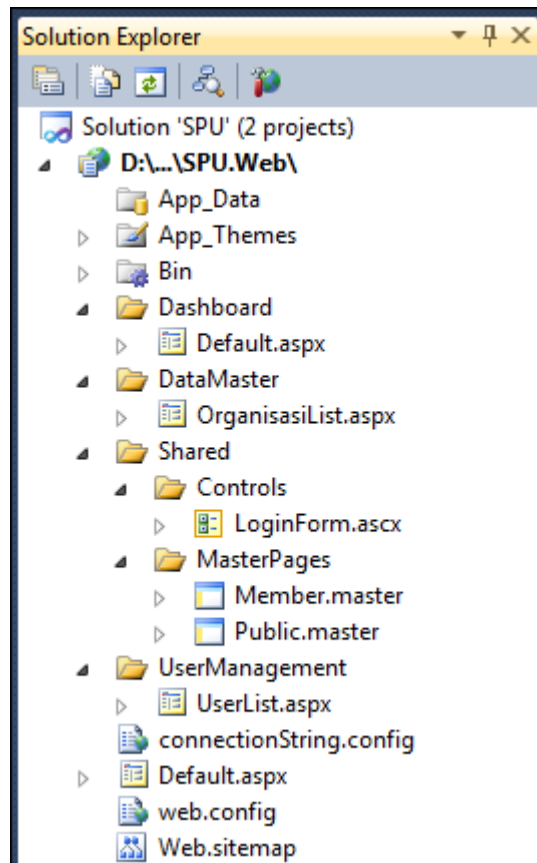 Solution Explorer
Solution 'SPU' (2 projects)
D:\...\SPU.Web\
App_Data
App_Themes
Bin
Dashboard
Default.aspx
DataMaster
OrganisasiList.aspx
Shared
Controls
LoginForm.ascx
MasterPages
Member.master
Public.master
UserManagement
UserList.aspx
connectionString.config
Default.aspx
web.config
Web.sitemap